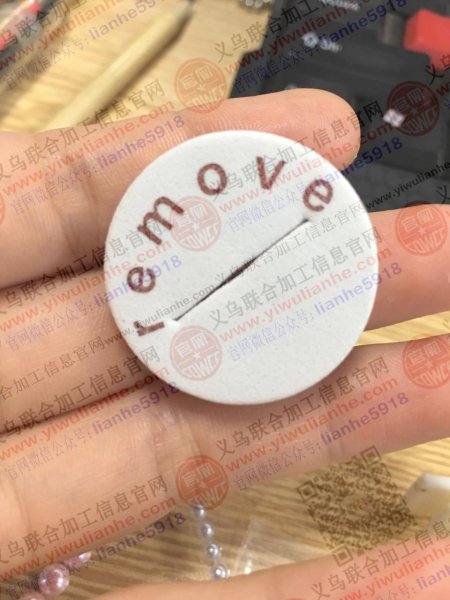 remove
义乌联合加工信息官网
www.yiwulianhe.com
官网微信公众号: lianhe5918